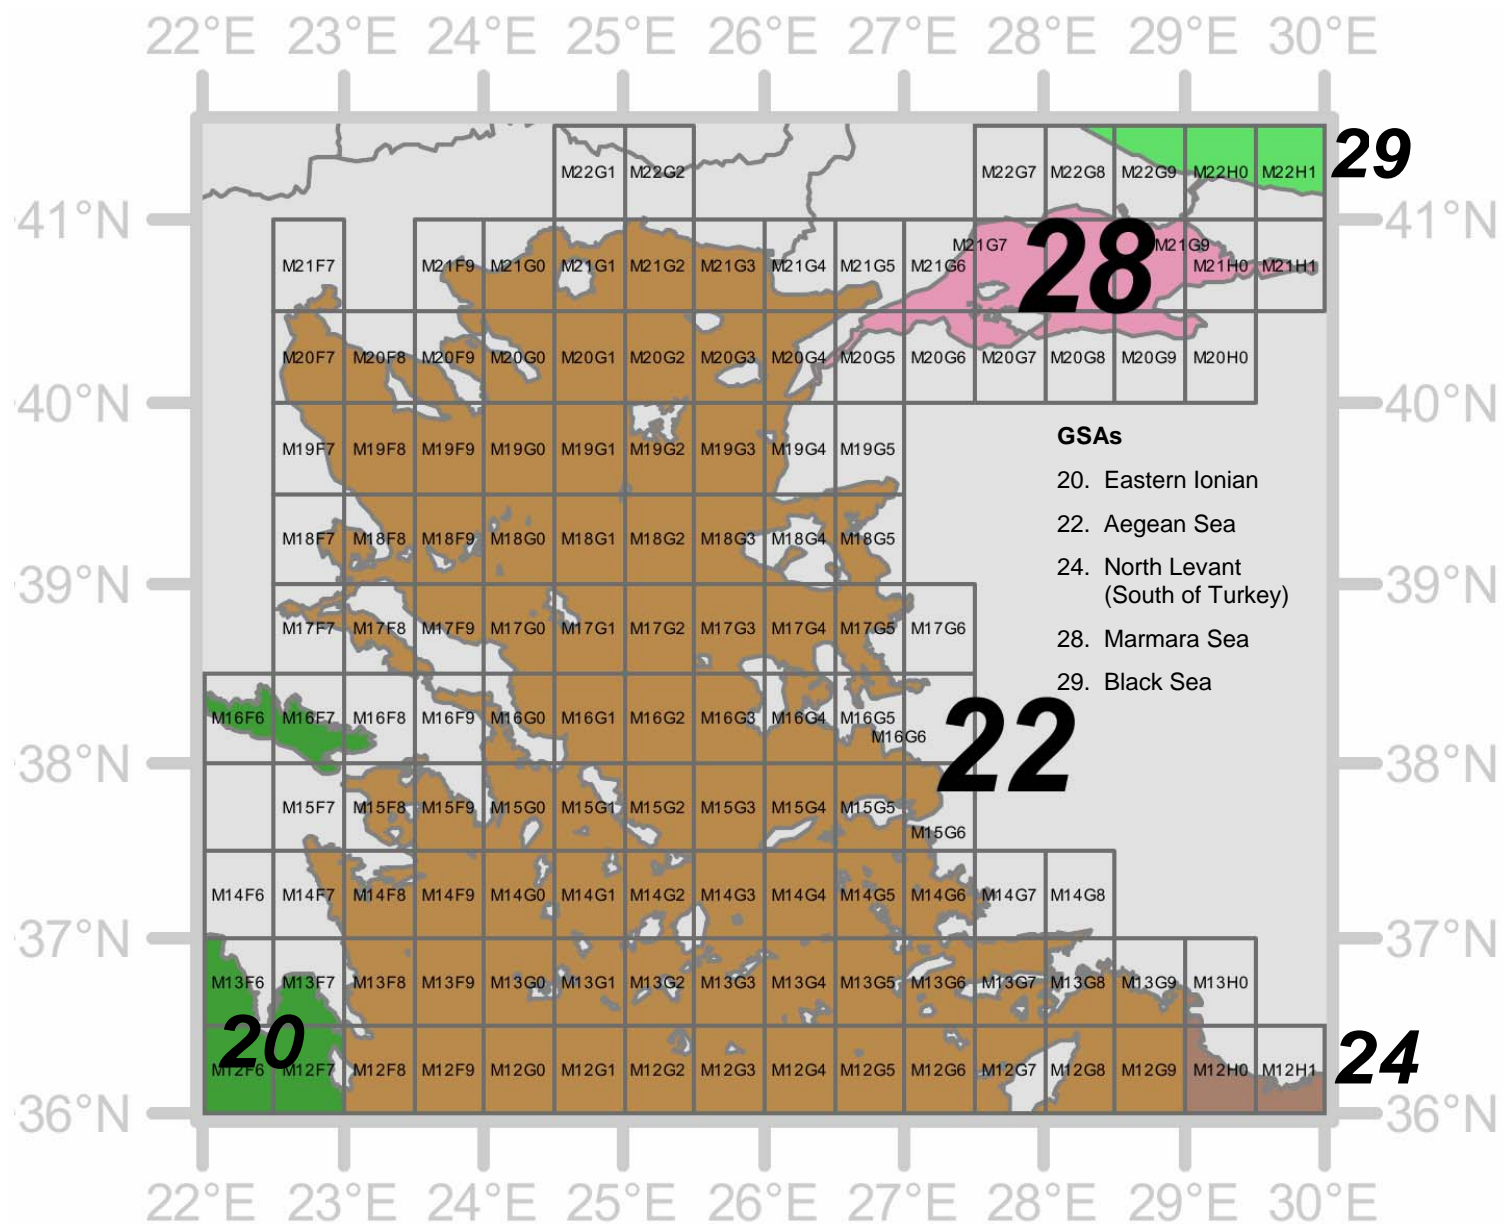 22°E 23°E 24°E 25°E 26°E 27°E 28°E 29°E 30°E
29
M22G1 M22G2 M22G7 M22G8 M22G9 M22H0 M22H1
41°N 41°N
28
M21G7 M21G9
M21F7 M21F9 M21G0 M21G1 M21G2 M21G3 M21G4 M21G5 M21G6 M21H0 M21H1
M20F7 M20F8 M20F9 M20G0 M20G1 M20G2 M20G3 M20G4 M20G5 M20G6 M20G7 M20G8 M20G9 M20H0
40°N 40°N
GSAs
20. Eastern Ionian
22. Aegean Sea
24. North Levant
(South of Turkey)
28. Marmara Sea
29. Black Sea
M19F7 M19F8 M19F9 M19G0 M19G1 M19G2 M19G3 M19G4 M19G5
M18F7 M18F8 M18F9 M18G0 M18G1 M18G2 M18G3 M18G4 M18G5
39°N 39°N
M17F7 M17F8 M17F9 M17G0 M17G1 M17G2 M17G3 M17G4 M17G5 M17G6
M16F6 M16F7 M16F8 M16F9 M16G0 M16G1 M16G2 M16G3 M16G4 M16G5
M16G6
22
38°N 38°N
M15F7 M15F8 M15F9 M15G0 M15G1 M15G2 M15G3 M15G4 M15G5
M15G6
M14F6 M14F7 M14F8 M14F9 M14G0 M14G1 M14G2 M14G3 M14G4 M14G5 M14G6 M14G7 M14G8
37°N 37°N
M13F6 M13F7 M13F8 M13F9 M13G0 M13G1 M13G2 M13G3 M13G4 M13G5 M13G6 M13G7 M13G8 M13G9 M13H0
20
24
M12F6 M12F7 M12F8 M12F9 M12G0 M12G1 M12G2 M12G3 M12G4 M12G5 M12G6 M12G7 M12G8 M12G9 M12H0 M12H1
36°N 36°N
22°E 23°E 24°E 25°E 26°E 27°E 28°E 29°E 30°E